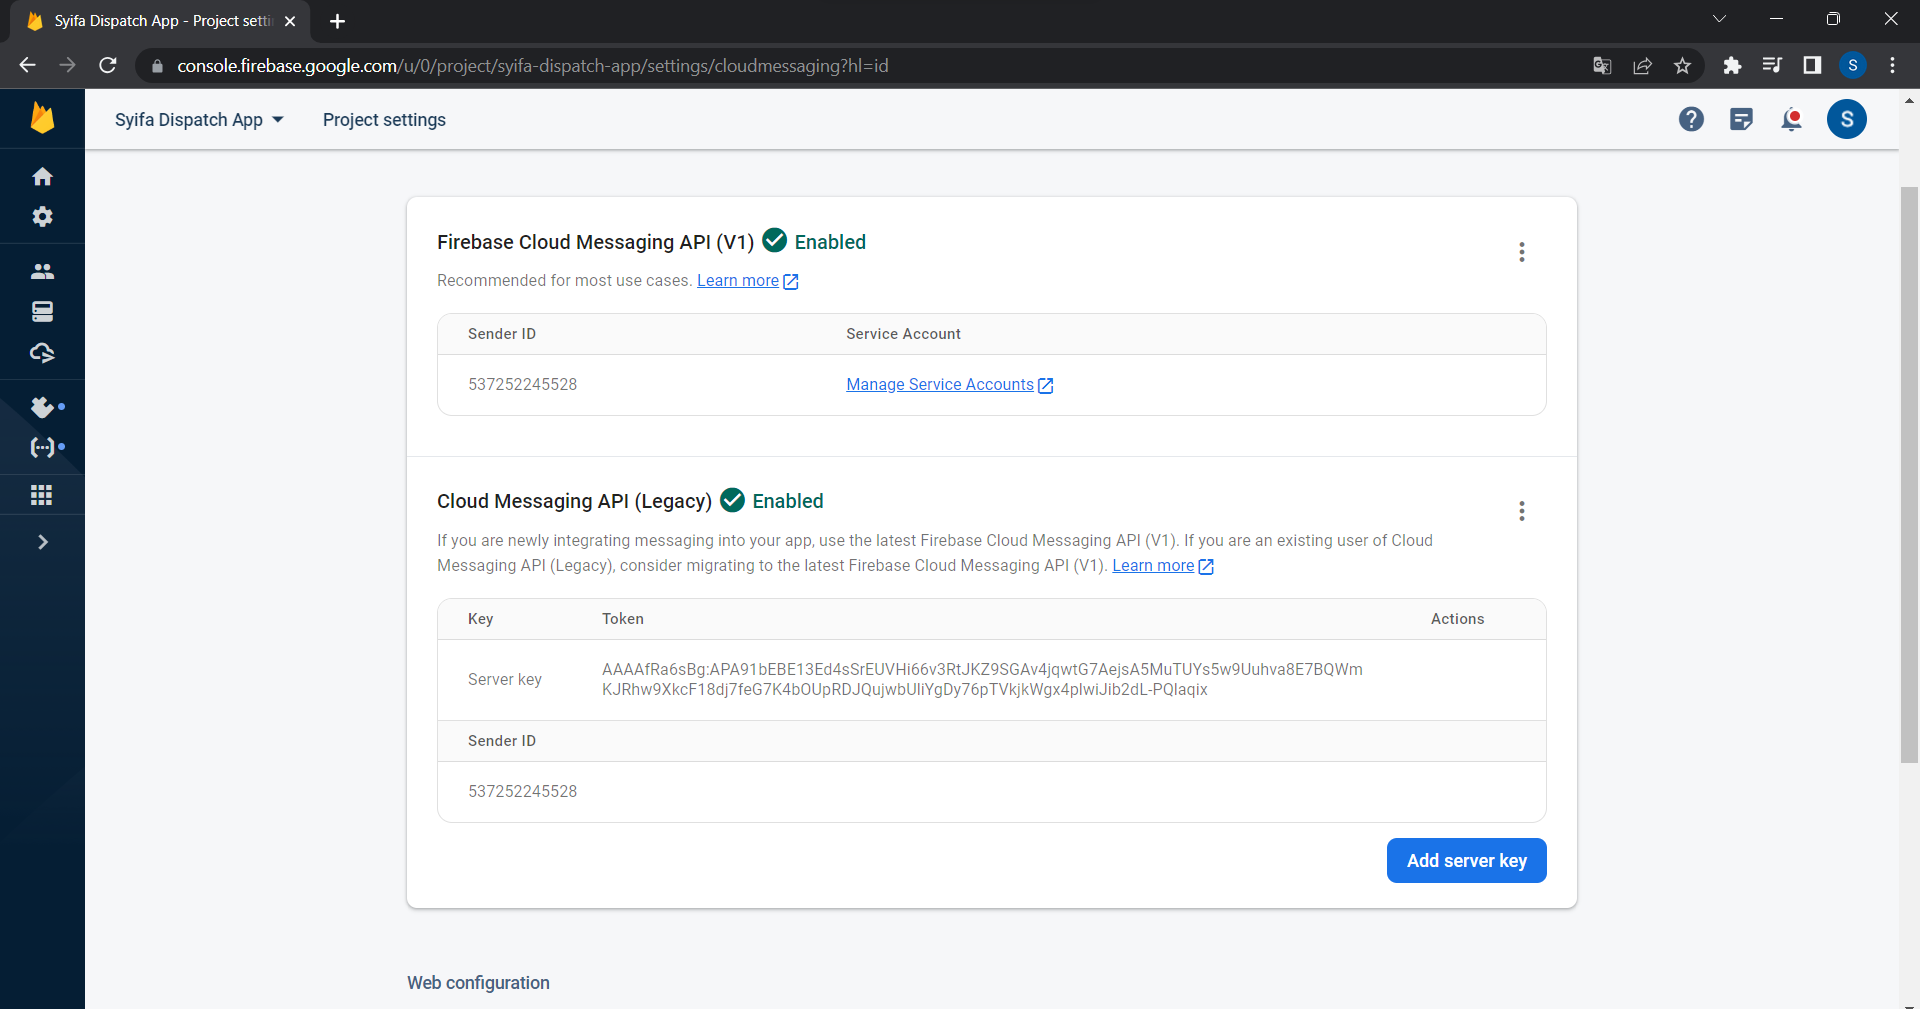 Syifa Dispatch App - Project setti
console.firebase.google.com/u/0/project/syifa-dispatch-app/settings/cloudmessaging?hl=id
S
Syifa Dispatch App
Project settings
S
Firebase Cloud Messaging API (V1) Enabled
Recommended for most use cases. Learn more
Sender ID Service Account
537252245528 Manage Service Accounts
Cloud Messaging API (Legacy) Enabled
If you are newly integrating messaging into your app, use the latest Firebase Cloud Messaging API (V1). If you are an existing user of Cloud
Messaging API (Legacy), consider migrating to the latest Firebase Cloud Messaging API (V1). Learn more
Key Token Actions
Server key
AAAAfRa6sBg:APA91bEBE13Ed4sSrEUVHi66v3RtJKZ9SGAv4jqwtG7AejsA5MuTUYs5w9Uuhva8E7BQWm
KJRhw9XkcF18dj7feG7K4bOUpRDJQujwbUliYgDy76pTVkjkWgx4plwiJib2dL-PQlaqix
Sender ID
537252245528
Add server key
Web configuration